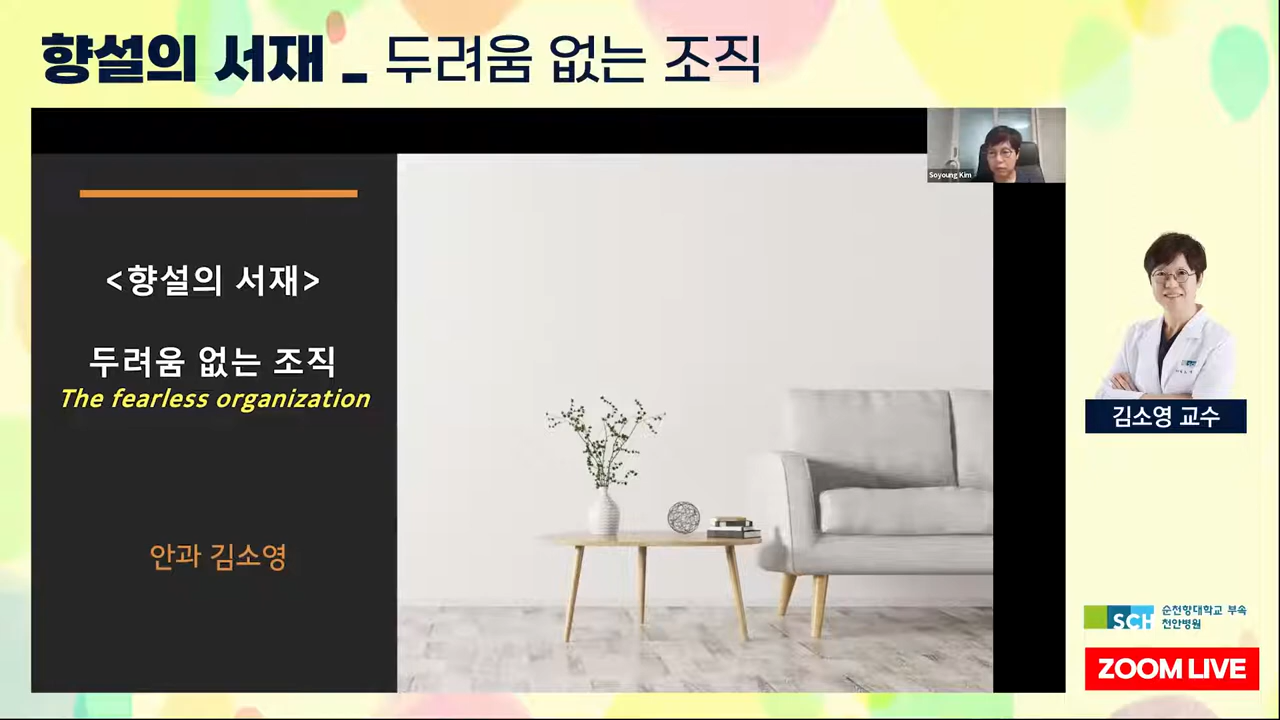 향설의 서재 _ 두려움 없는 조직
Soyoung Kim
<향설의 서재>
두려움 없는 조직
The fearless organization
안과 김소영
김소영 교수
SCH 순천향대학교 부속
천안병원
ZOOM LIVE